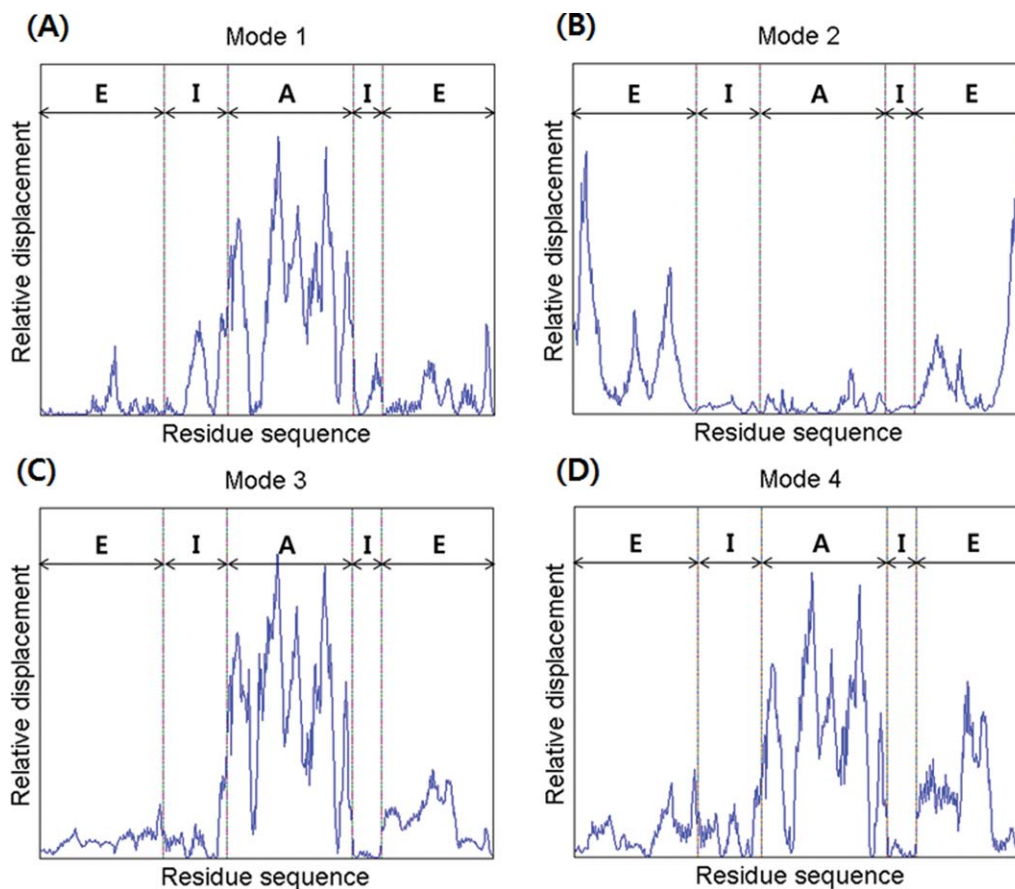 (A)
Mode 1
E I A I E
Relative displacement
Residue sequence
(B)
Mode 2
E I A I E
Relative displacement
Residue sequence
(C)
Mode 3
E I A I E
Relative displacement
Residue sequence
(D)
Mode 4
E I A I E
Relative displacement
Residue sequence